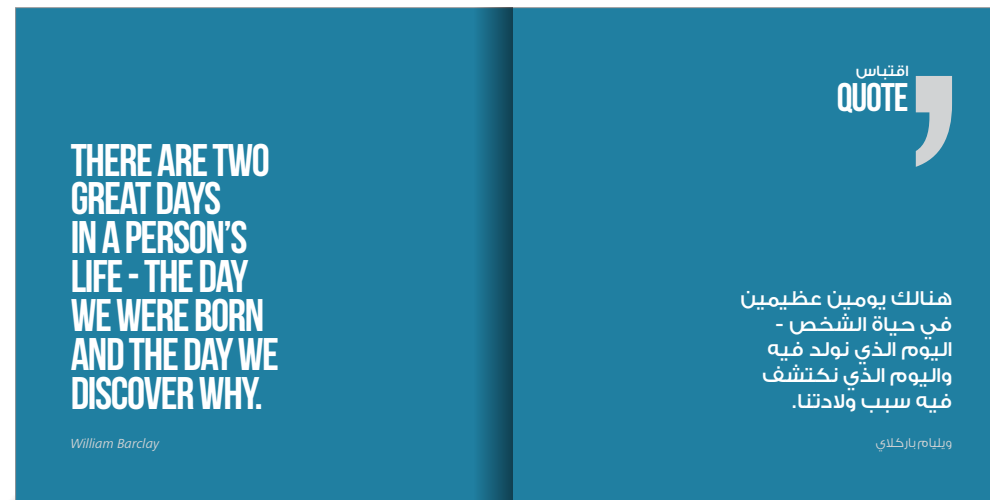 THERE ARE TWO
GREAT DAYS
IN A PERSON'S
LIFE - THE DAY
WE WERE BORN
AND THE DAY WE
DISCOVER WHY.
William Barclay
اقتباس
QUOTE
هنالك يومين عظيمين
في حياة الشخص -
اليوم الذي نولد فيه
واليوم الذي نكتشف
فيه سبب ولادتنا.
ويليام باركلاي